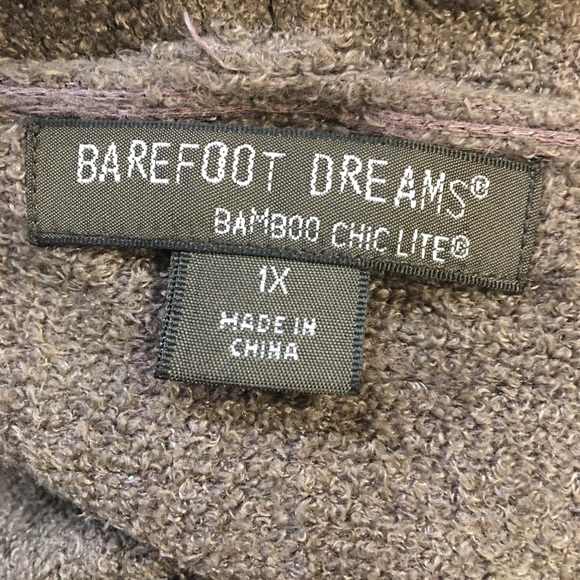 BAREFOOT DREAMS®
BAMBOO CHIC LITE®
1X
MADE IN
CHINA